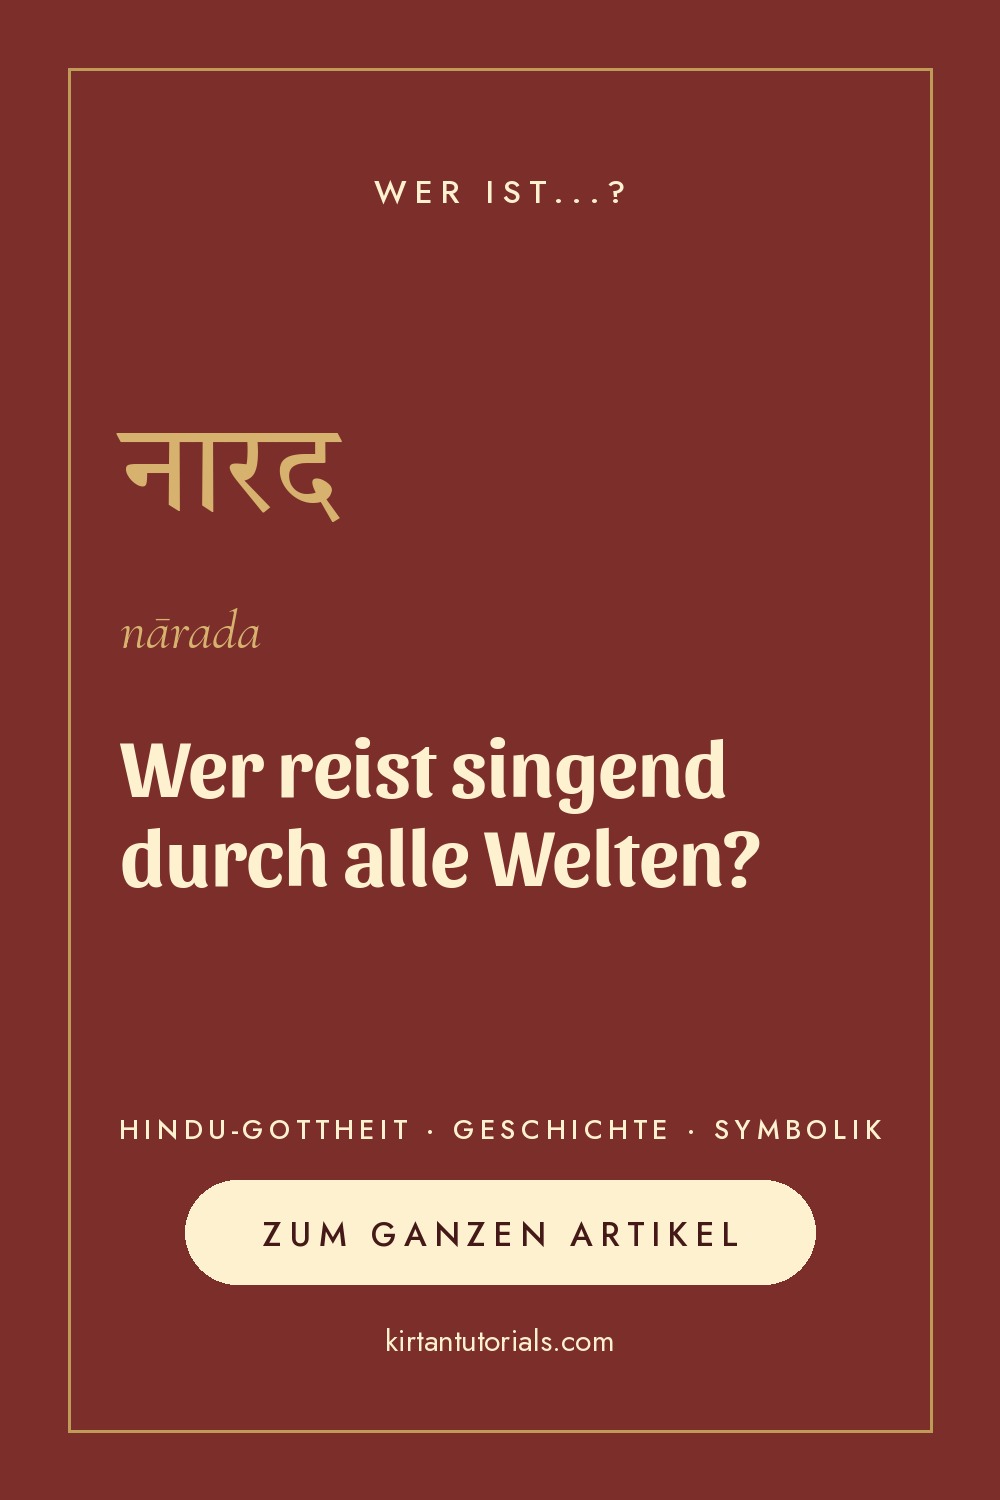 WER IST...?
नारद
nārada
Wer reist singend
durch alle Welten?
HINDU-GOTTHEIT · GESCHICHTE · SYMBOLIK
ZUM GANZEN ARTIKEL
kirtantutorials.com